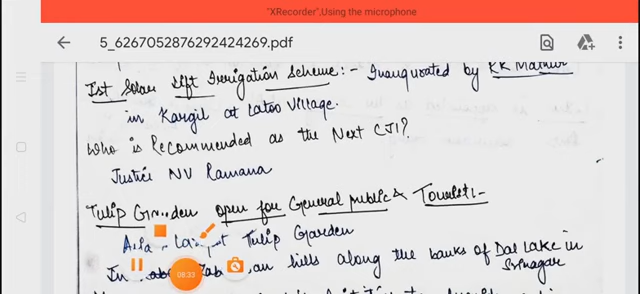 "XRecorder",Using the microphone
5_6267052876292424269.pdf
Ist Solar Lift Irrigation Scheme:- Inaugurated by RK Mathur
in Kargil at Latoo Village.
Who is Recommended as the Next CJI?
Justice NV Ramana
Tulip Garden open for General public & Tourist:-
Tulip Garden
In hills along the banks of Dal Lake in
Srinagar
08:33